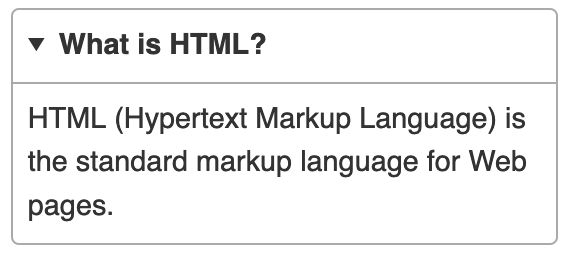 What is HTML?
HTML (Hypertext Markup Language) is
the standard markup language for Web
pages.